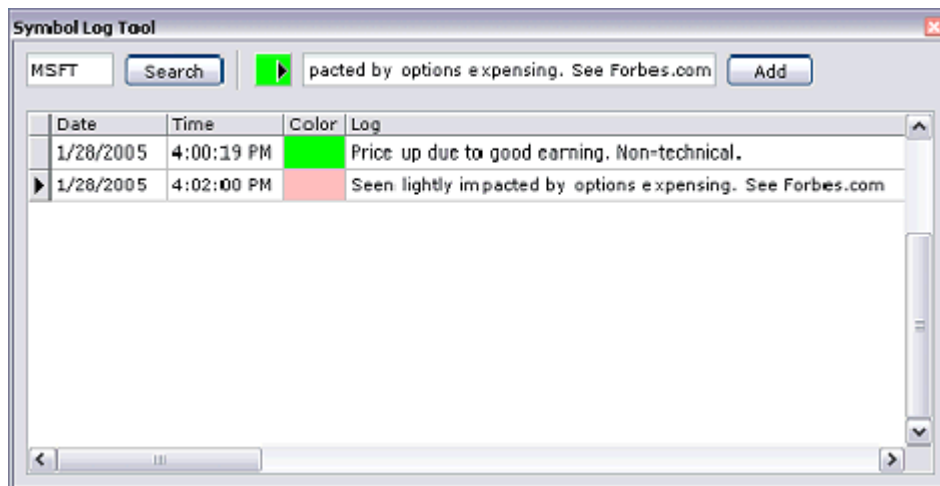 Symbol Log Tool
MSFT Search pacted by options expensing. See Forbes.com Add
Date Time Color Log
1/28/2005 4:00:19 PM Price up due to good earning. Non-technical.
1/28/2005 4:02:00 PM Seen lightly impacted by options expensing. See Forbes.com